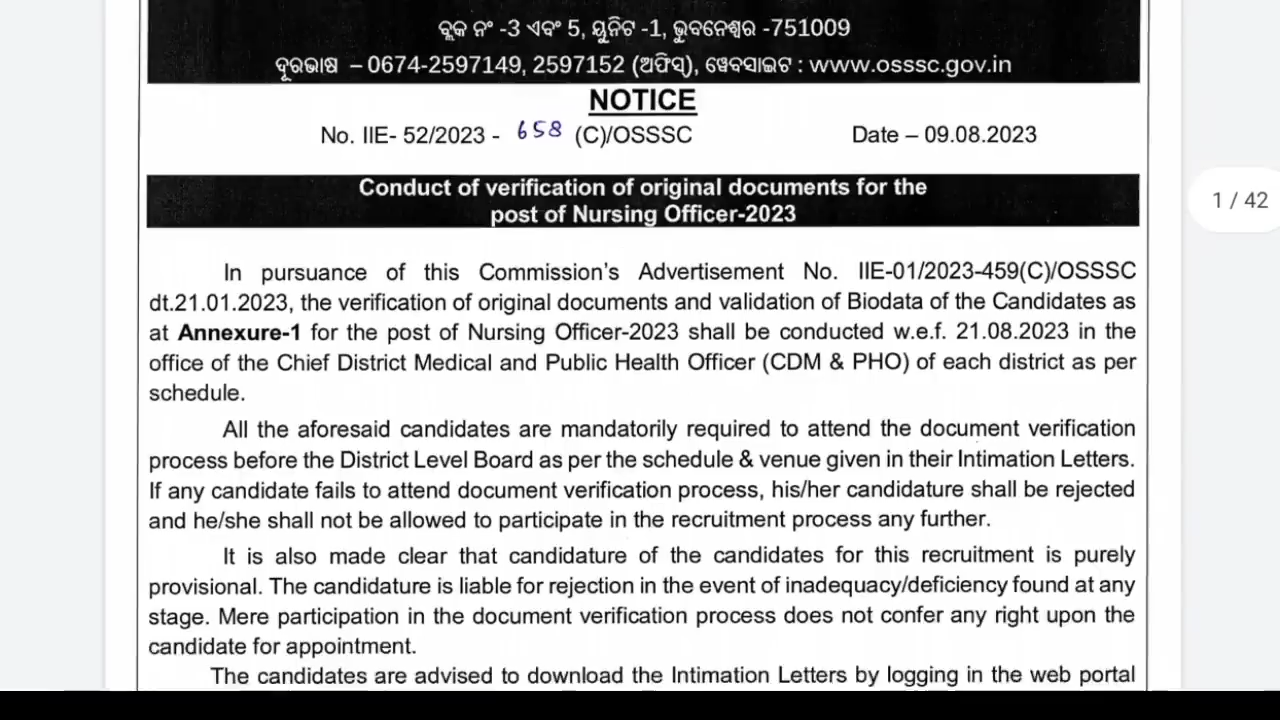 ବ୍ଲକ ନଂ -3 ଏବଂ 5, ୟୁନିଟ -1, ଭୁବନେଶ୍ୱର -751009
ଦୂରଭାଷ – 0674-2597149, 2597152 (ଅଫିସ୍), ୱେବସାଇଟ : www.osssc.gov.in
NOTICE
No. IIE- 52/2023 - 658 (C)/OSSSC Date – 09.08.2023
Conduct of verification of original documents for the
post of Nursing Officer-2023
1 / 42
In pursuance of this Commission's Advertisement No. IIE-01/2023-459(C)/OSSSC
dt.21.01.2023, the verification of original documents and validation of Biodata of the Candidates as
at Annexure-1 for the post of Nursing Officer-2023 shall be conducted w.e.f. 21.08.2023 in the
office of the Chief District Medical and Public Health Officer (CDM & PHO) of each district as per
schedule.
All the aforesaid candidates are mandatorily required to attend the document verification
process before the District Level Board as per the schedule & venue given in their Intimation Letters.
If any candidate fails to attend document verification process, his/her candidature shall be rejected
and he/she shall not be allowed to participate in the recruitment process any further.
It is also made clear that candidature of the candidates for this recruitment is purely
provisional. The candidature is liable for rejection in the event of inadequacy/deficiency found at any
stage. Mere participation in the document verification process does not confer any right upon the
candidate for appointment.
The candidates are advised to download the Intimation Letters by logging in the web portal